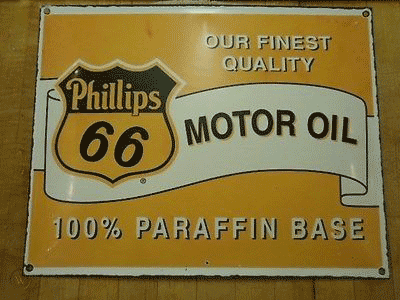 OUR FINEST
QUALITY
Phillips
66
®
MOTOR OIL
100% PARAFFIN BASE